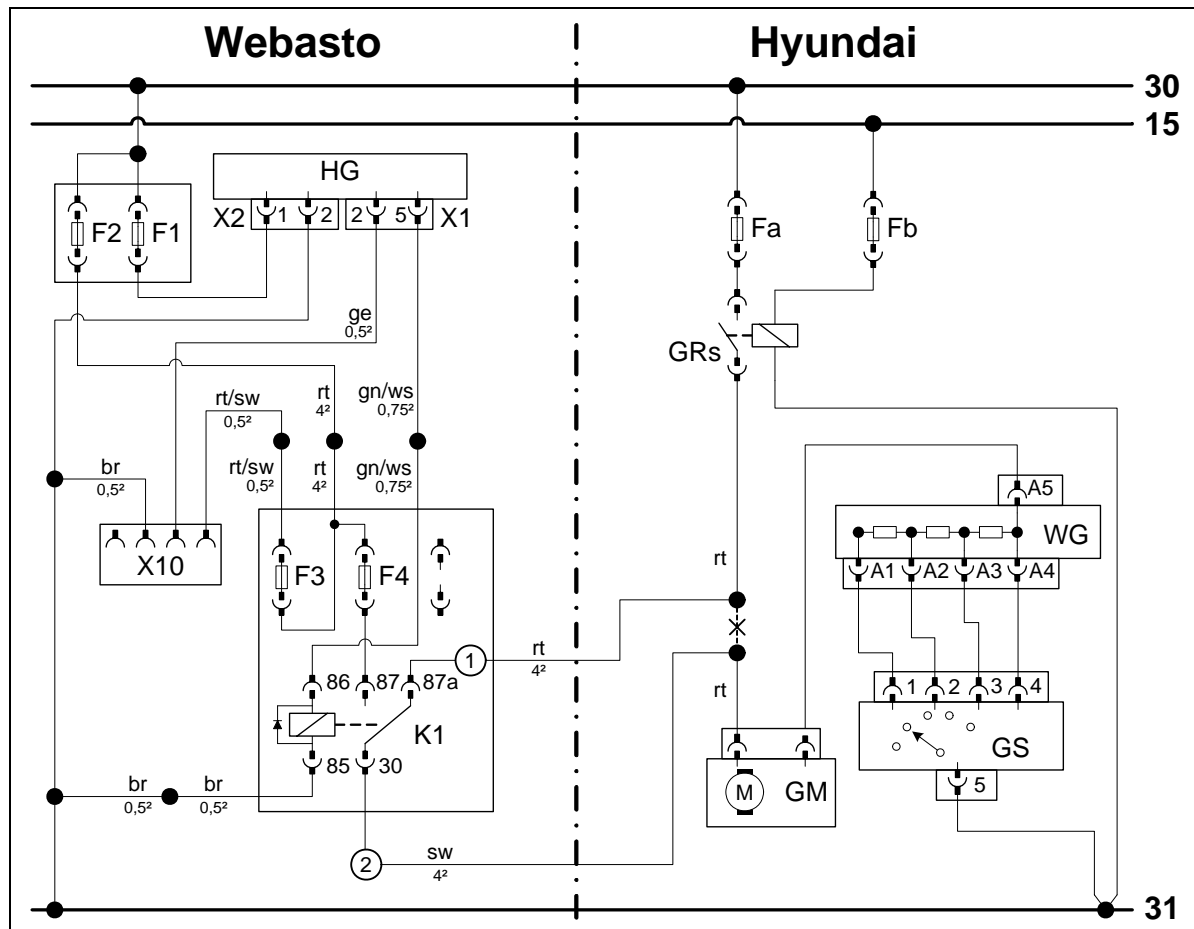 Webasto Hyundai
30
15
HG
X2 1 2 2 5 X1
F2 F1
Fa Fb
ge
0,5²
GRs
rt/sw
0,5²
rt
4²
gn/ws
0,75²
br
0,5²
rt/sw
0,5²
rt
4²
gn/ws
0,75²
A5
WG
A1 A2 A3 A4
X10
F3 F4
rt
rt
4²
1
86 87 87a
K1
85 30
rt
1 2 3 4
GS
5
M GM
br
0,5²
br
0,5²
2
sw
4²
31